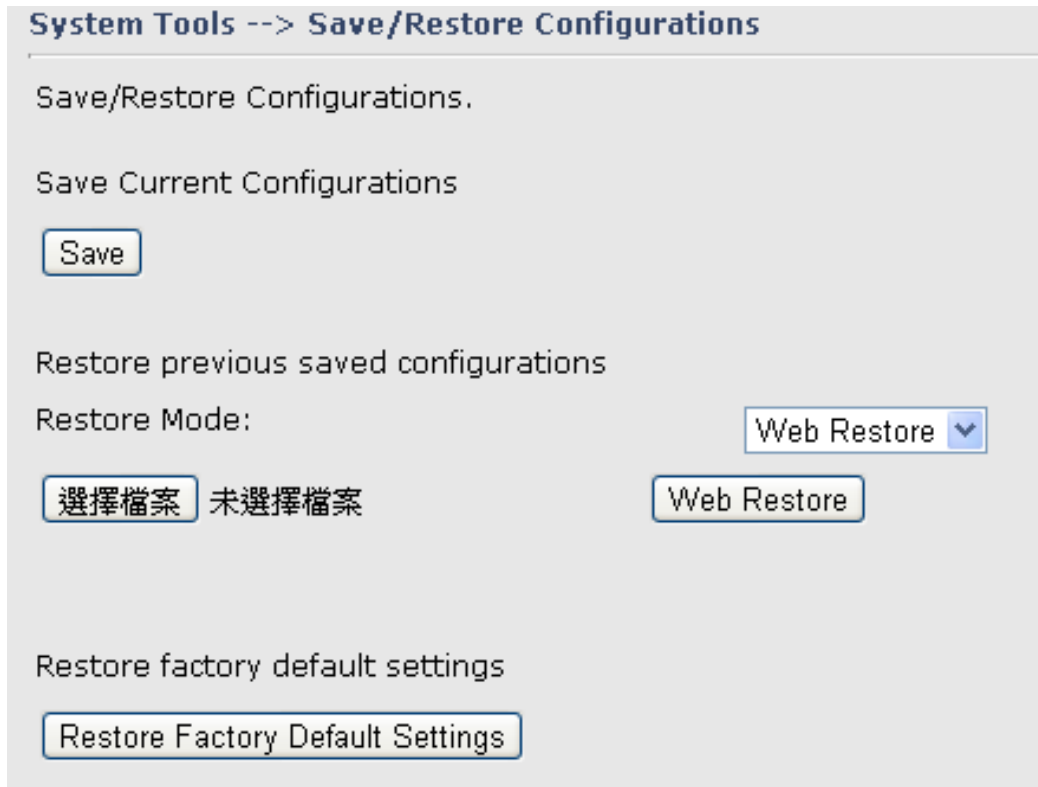 System Tools --> Save/Restore Configurations
Save/Restore Configurations.
Save Current Configurations
Save
Restore previous saved configurations
Restore Mode:
Web Restore
選擇檔案 未選擇檔案
Web Restore
Restore factory default settings
Restore Factory Default Settings